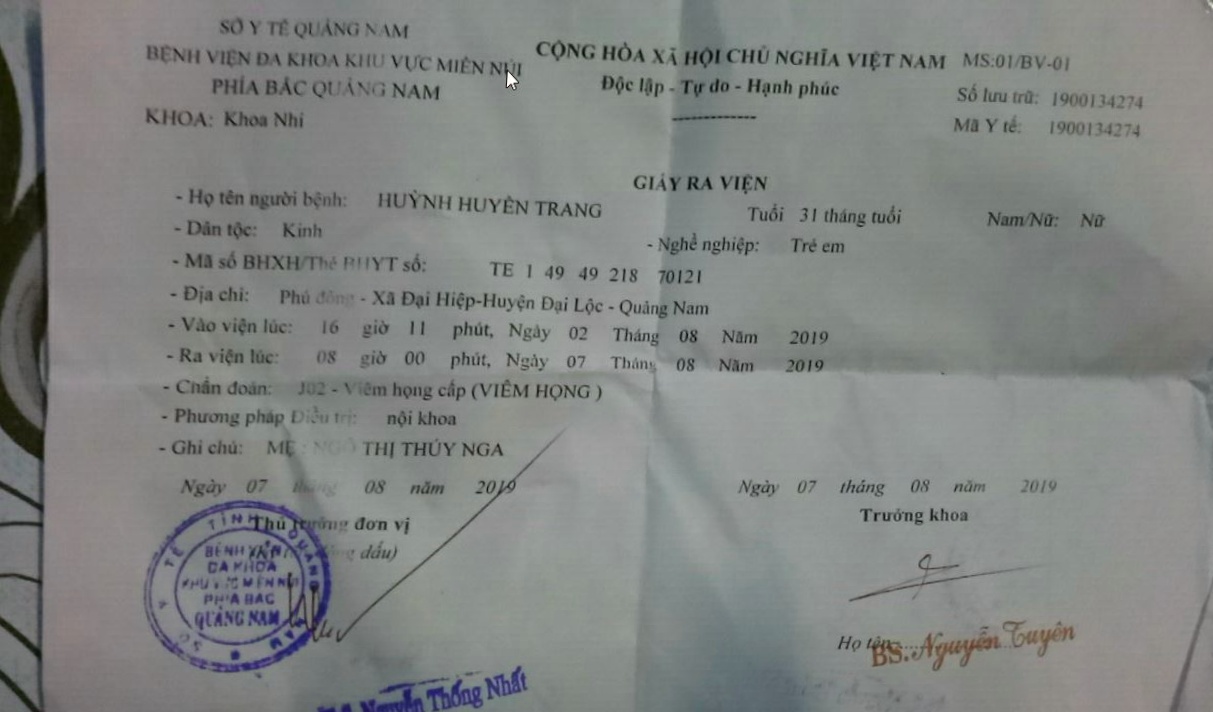 SỞ Y TẾ QUẢNG NAM
BỆNH VIỆN ĐA KHOA KHU VỰC MIỀN NÚI
PHÍA BẮC QUẢNG NAM
KHOA: Khoa Nhi
CỘNG HÒA XÃ HỘI CHỦ NGHĨA VIỆT NAM
Độc lập - Tự do - Hạnh phúc
MS:01/BV-01
Số lưu trữ: 1900134274
Mã Y tế: 1900134274
GIẤY RA VIỆN
- Họ tên người bệnh: HUỲNH HUYỀN TRANG Tuổi 31 tháng tuổi Nam/Nữ: Nữ
- Dân tộc: Kinh - Nghề nghiệp: Trẻ em
- Mã số BHXH/Thẻ BHYT số: TE 1 49 49 218 70121
- Địa chỉ: Phú đông - Xã Đại Hiệp-Huyện Đại Lộc - Quảng Nam
- Vào viện lúc: 16 giờ 11 phút, Ngày 02 Tháng 08 Năm 2019
- Ra viện lúc: 08 giờ 00 phút, Ngày 07 Tháng 08 Năm 2019
- Chẩn đoán: J02 - Viêm họng cấp (VIÊM HỌNG )
- Phương pháp Điều trị: nội khoa
- Ghi chú: MẸ : NGÔ THỊ THÚY NGA
Ngày 07 tháng 08 năm 2019
Thủ trưởng đơn vị
dấu)
SỞ Y TẾ TỈNH QUẢNG NAM
BỆNH VIỆN
ĐA KHOA
KHU VỰC MIỀN NÚI
PHÍA BẮC
QUẢNG NAM
Nguyễn Thống Nhất
Ngày 07 tháng 08 năm 2019
Trưởng khoa
Họ tên
BS. Nguyễn Tuyên